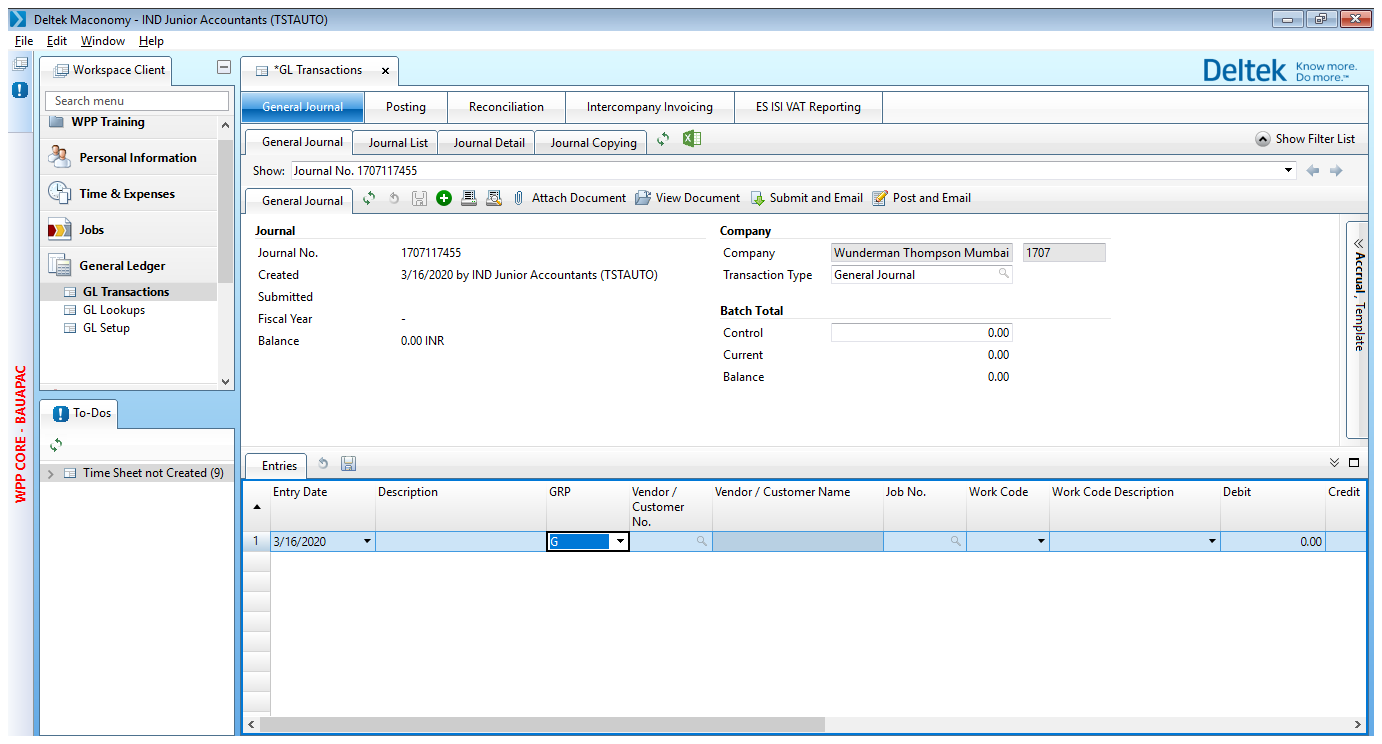 Deltek Maconomy - IND Junior Accountants (TSTAUTO)
File Edit Window Help
Workspace Client
*GL Transactions
Deltek Know more. Do more.™
Search menu
WPP Training
Personal Information
Time & Expenses
Jobs
General Ledger
GL Transactions
GL Lookups
GL Setup
WPP CORE - BAUAPAC
To-Dos
Time Sheet not Created (9)
General Journal Posting Reconciliation Intercompany Invoicing ES ISI VAT Reporting
General Journal Journal List Journal Detail Journal Copying Show Filter List
Show: Journal No. 1707117455
General Journal Attach Document View Document Submit and Email Post and Email
Journal
Journal No. 1707117455
Created 3/16/2020 by IND Junior Accountants (TSTAUTO)
Submitted
Fiscal Year -
Balance 0.00 INR
Company
Company Wunderman Thompson Mumbai 1707
Transaction Type General Journal
Batch Total
Control 0.00
Current 0.00
Balance 0.00
Accrual , Template
Entries
Entry Date Description GRP Vendor / Customer No. Vendor / Customer Name Job No. Work Code Work Code Description Debit Credit
1 3/16/2020 G 0.00